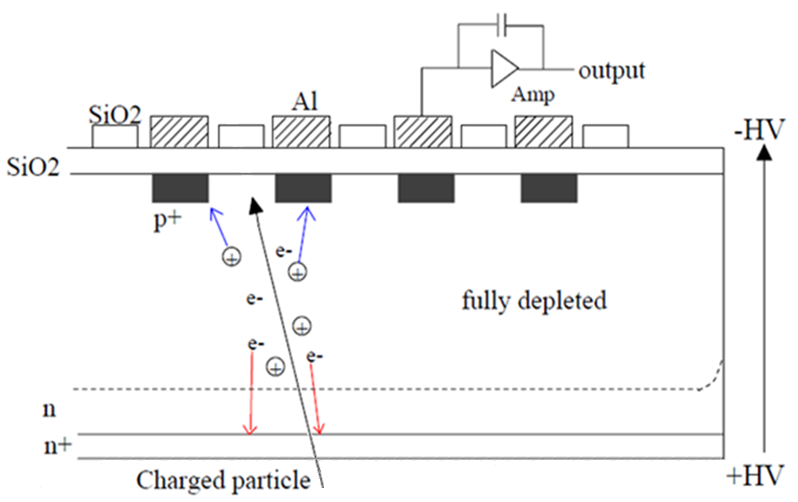 output
Amp
Al
SiO2
-HV
SiO2
p+
+
e-
+
e-
fully depleted
+
e-
e-
+
n
n+
Charged particle
+HV